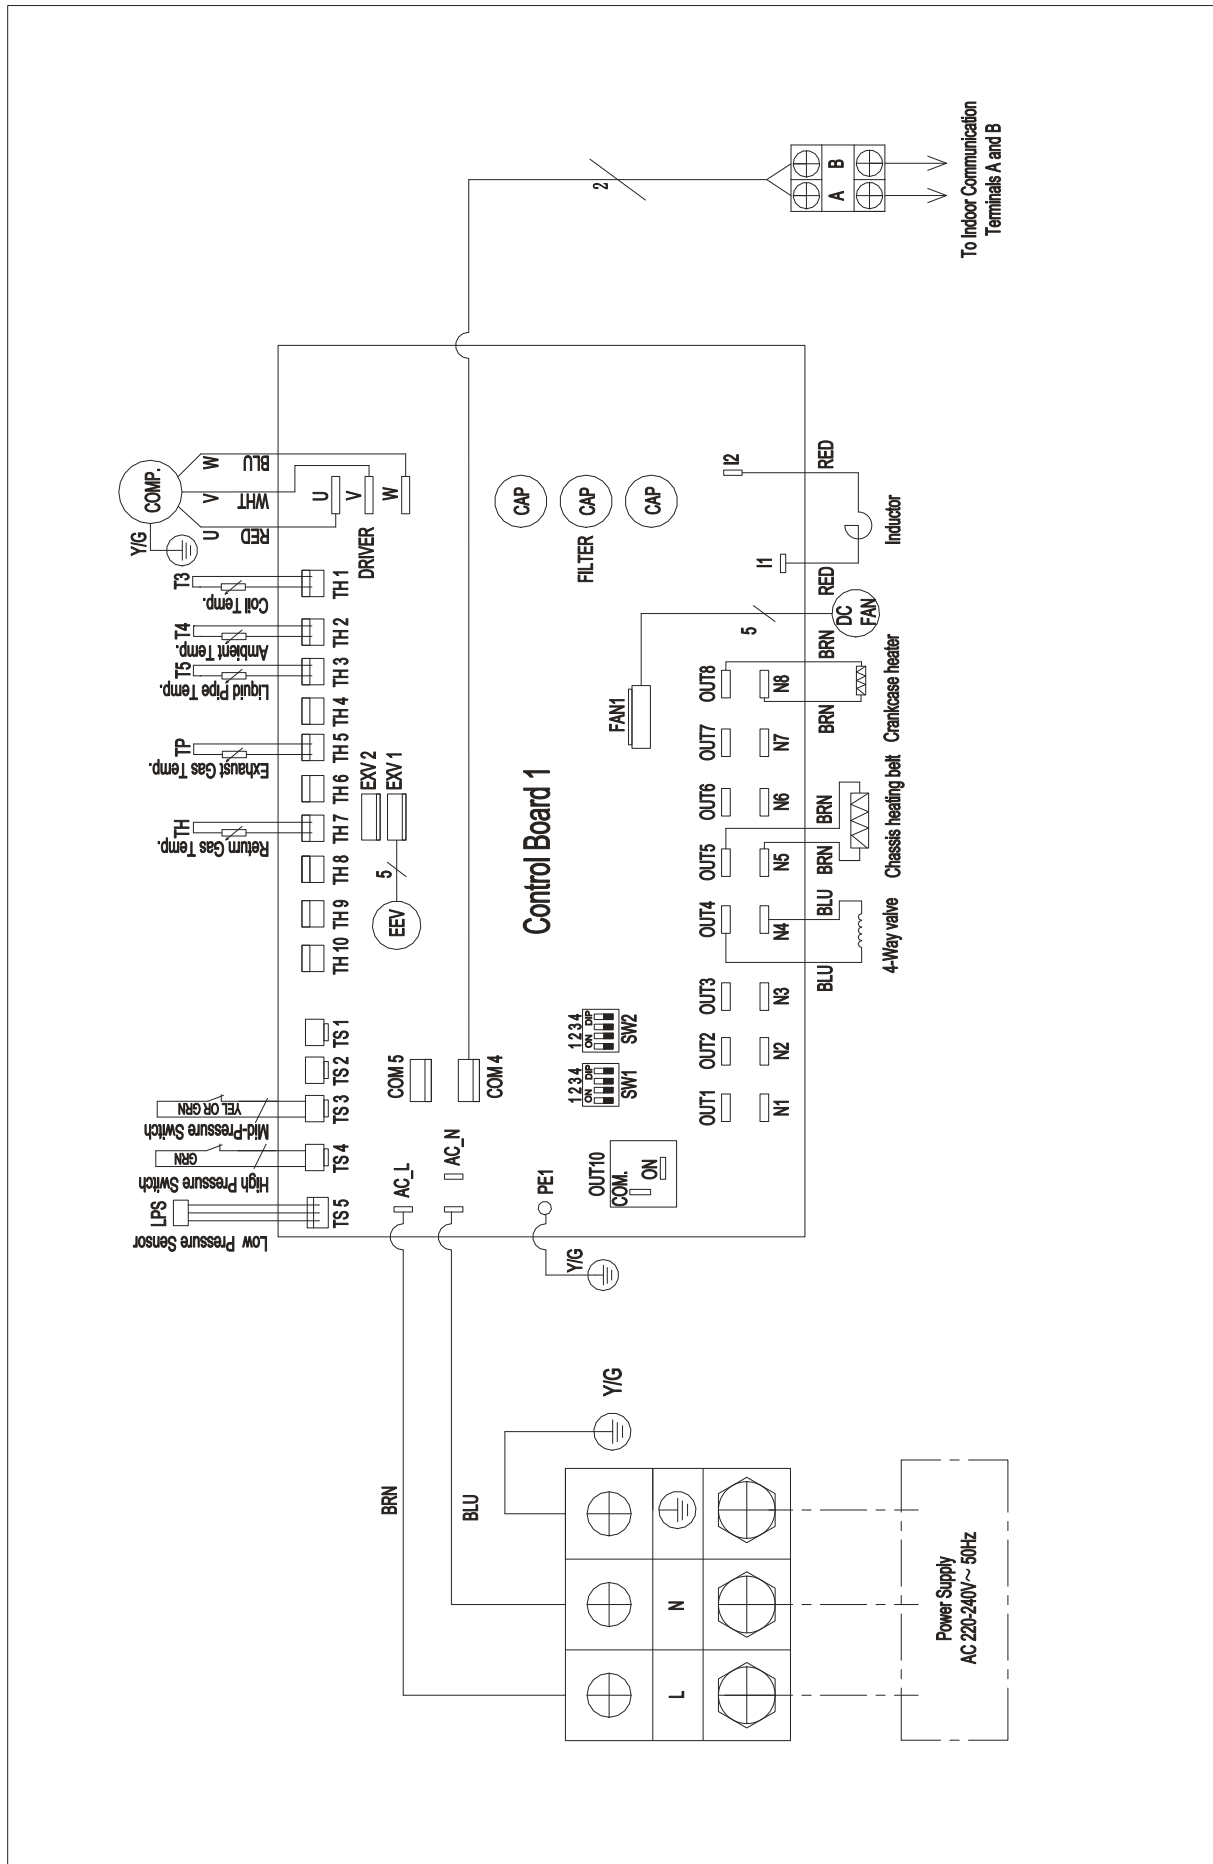 Low Pressure Sensor
LPS
TS 5
High Pressure Switch
GRN
TS 4
Mid-Pressure Switch
YEL OR GRN
TS 3
TS 2
TS 1
TH 10
TH 9
TH 8
Return Gas Temp.
TH
TH 7
TH 6
Exhaust Gas Temp.
TP
TH 5
TH 4
Liquid Pipe Temp.
T5
TH 3
Ambient Temp.
T4
TH 2
Coil Temp.
T3
TH 1
Y/G
COMP.
U
V
W
RED
WHT
BLU
U
V
W
DRIVER
EXV 2
EXV 1
5
EEV
AC_L
AC_N
COM 5
COM 4
BRN
BLU
Y/G
PE1
Y/G
OUT10
COM.
ON
1 2 3 4
ON DIP
SW1
1 2 3 4
ON DIP
SW2
Control Board 1
CAP
CAP
CAP
FILTER
FAN1
5
DC
FAN
OUT1
OUT2
OUT3
OUT4
OUT5
OUT6
OUT7
OUT8
N1
N2
N3
N4
N5
N6
N7
N8
BLU
BLU
4-Way valve
BRN
BRN
Chassis heating belt
BRN
BRN
Crankcase heater
I1
I2
RED
RED
Inductor
2
A
B
To Indoor Communication
Terminals A and B
L
N
Power Supply
AC 220-240V~ 50Hz